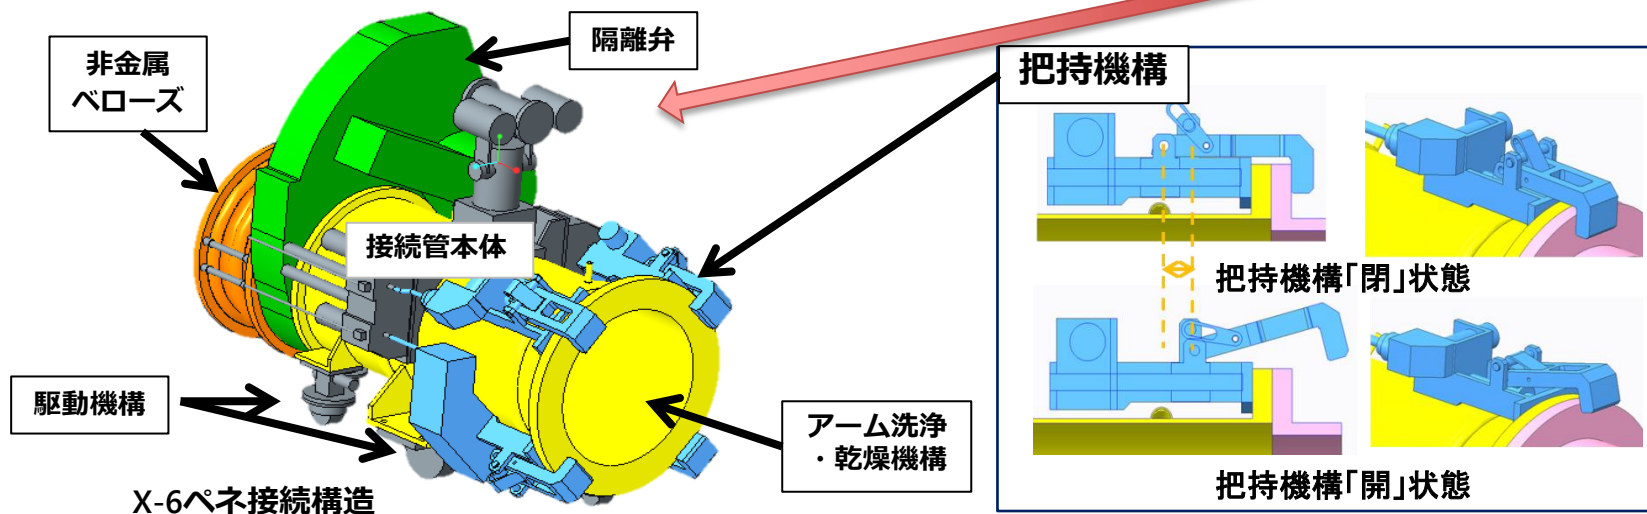 隔離弁
非金属
ベローズ
把持機構
接続管本体
把持機構「閉」状態
駆動機構
アーム洗浄
・乾燥機構
把持機構「開」状態
X-6ペネ接続構造